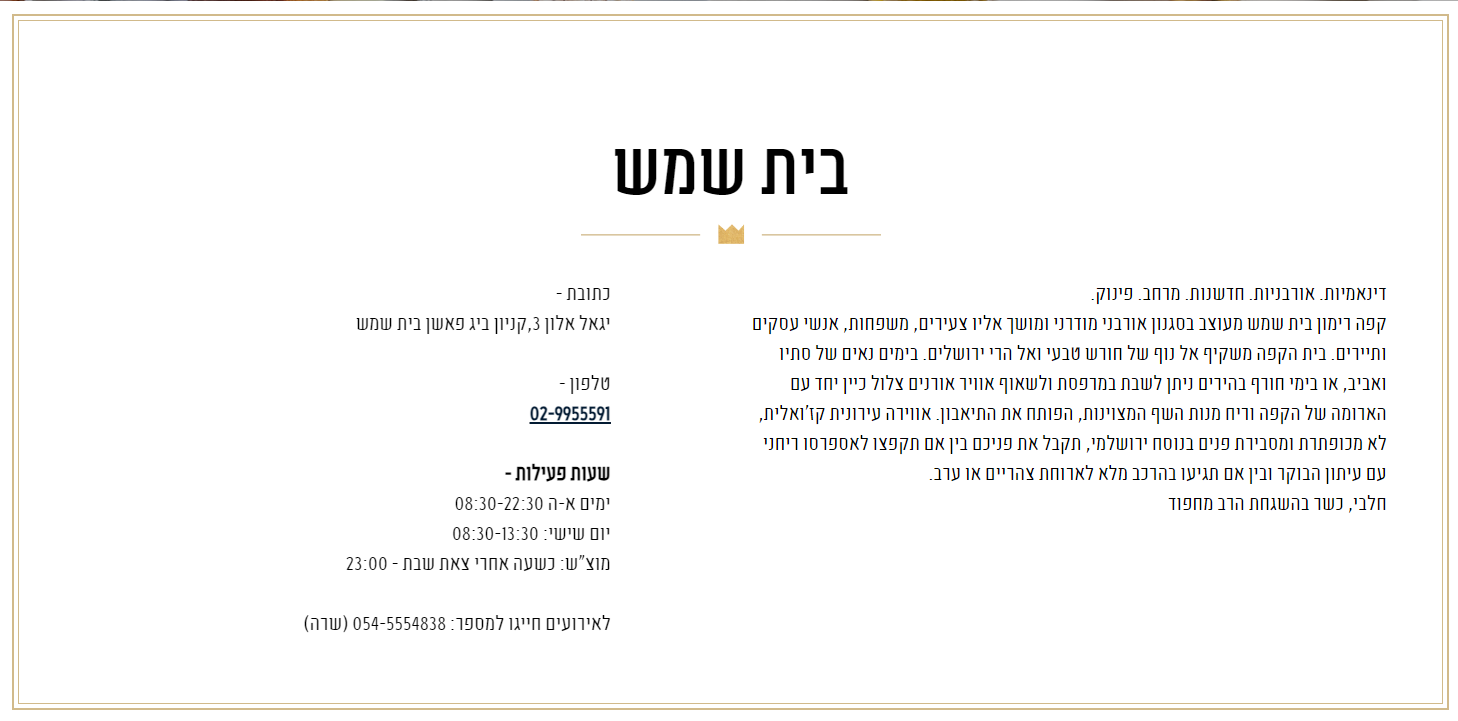 בית שמש
דינאמיות. אורבניות. חדשנות. מרחב. פינוק.
קפה רימון בית שמש מעוצב בסגנון אורבני מודרני ומושך אליו צעירים, משפחות, אנשי עסקים
ותיירים. בית הקפה משקיף אל נוף של חורש טבעי ואל הרי ירושלים. בימים נאים של סתיו
ואביב, או בימי חורף בהירים ניתן לשבת במרפסת ולשאוף אוויר אורנים צלול כיין יחד עם
הארומה של הקפה וריח מנות השף המצוינות, הפותח את התיאבון. אווירה עירונית קז'ואלית,
לא מכופתרת ומסבירת פנים בנוסח ירושלמי, תקבל את פניכם בין אם תקפצו לאספרסו ריחני
עם עיתון הבוקר ובין אם תגיעו בהרכב מלא לארוחת צהריים או ערב.
חלבי, כשר בהשגחת הרב מחפוד
כתובת -
יגאל אלון 3,קניון ביג פאשן בית שמש
טלפון -
02-9955591
שעות פעילות -
ימים א-ה 08:30-22:30
יום שישי: 08:30-13:30
מוצ"ש: כשעה אחרי צאת שבת - 23:00
לאירועים חייגו למספר: 054-5554838 (שרה)